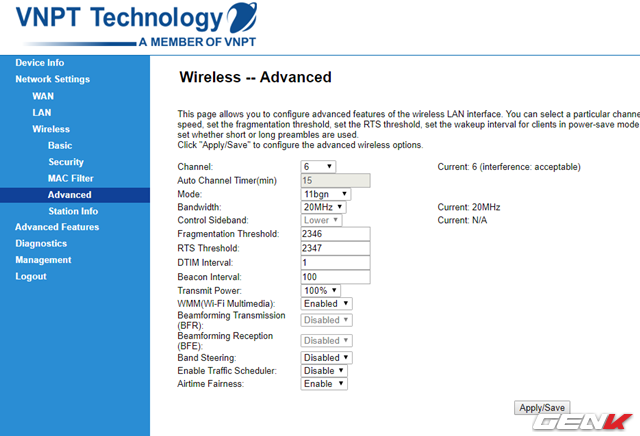 VNPT Technology
A MEMBER OF VNPT
Device Info
Network Settings
WAN
LAN
Wireless
Basic
Security
MAC Filter
Advanced
Station Info
Advanced Features
Diagnostics
Management
Logout
Wireless -- Advanced
This page allows you to configure advanced features of the wireless LAN interface. You can select a particular channe
speed, set the fragmentation threshold, set the RTS threshold, set the wakeup interval for clients in power-save mode
set whether short or long preambles are used.
Click "Apply/Save" to configure the advanced wireless options.
Channel: 6 Current: 6 (interference: acceptable)
Auto Channel Timer(min) 15
Mode: 11bgn
Bandwidth: 20MHz Current: 20MHz
Control Sideband: Lower Current: N/A
Fragmentation Threshold: 2346
RTS Threshold: 2347
DTIM Interval: 1
Beacon Interval: 100
Transmit Power: 100%
WMM(Wi-Fi Multimedia): Enabled
Beamforming Transmission
(BFR): Disabled
Beamforming Reception
(BFE): Disabled
Band Steering: Disabled
Enable Traffic Scheduler: Disable
Airtime Fairness: Enable
Apply/Save
GENK